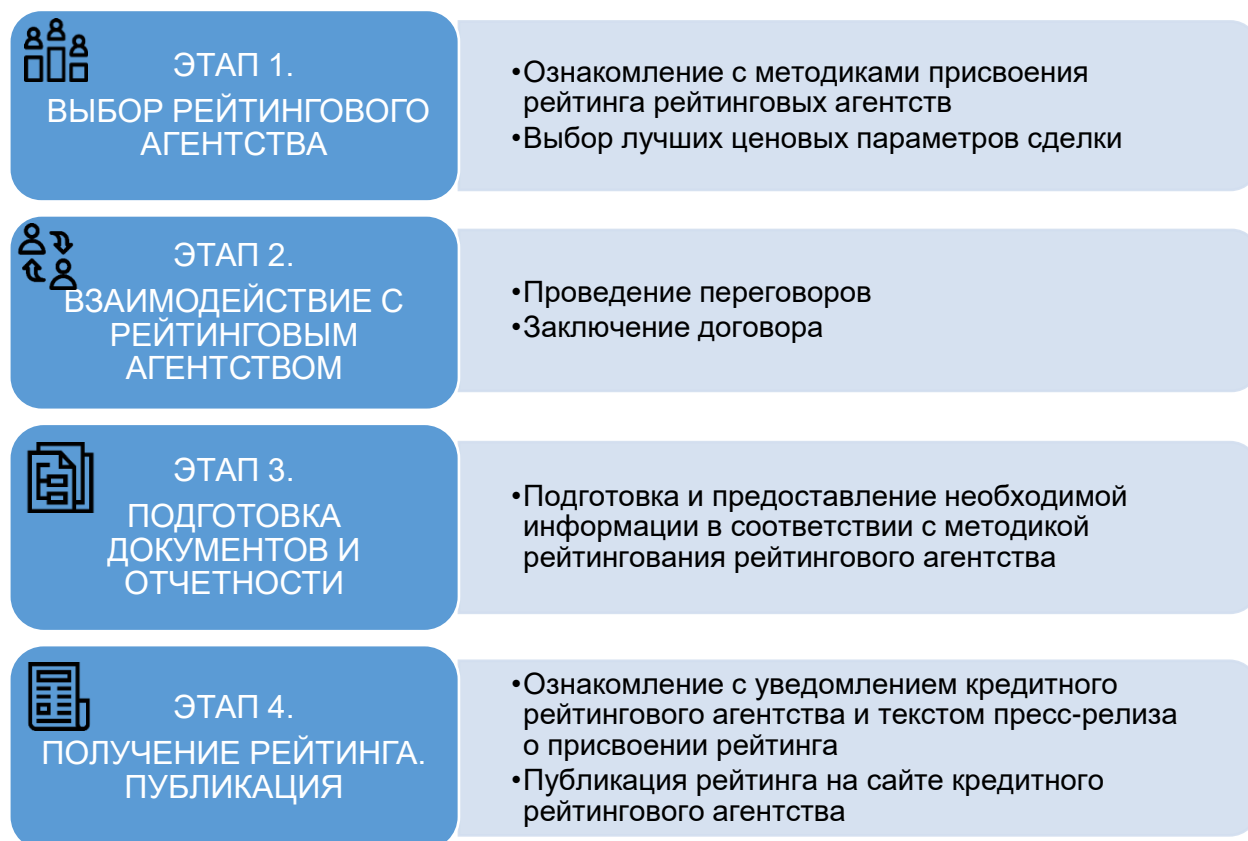 ЭТАП 1.
ВЫБОР РЕЙТИНГОВОГО
АГЕНТСТВА
•Ознакомление с методиками присвоения
рейтинга рейтинговых агентств
•Выбор лучших ценовых параметров сделки
ЭТАП 2.
ВЗАИМОДЕЙСТВИЕ С
РЕЙТИНГОВЫМ
АГЕНТСТВОМ
•Проведение переговоров
•Заключение договора
ЭТАП 3.
ПОДГОТОВКА
ДОКУМЕНТОВ И
ОТЧЕТНОСТИ
•Подготовка и предоставление необходимой
информации в соответствии с методикой
рейтингования рейтингового агентства
ЭТАП 4.
ПОЛУЧЕНИЕ РЕЙТИНГА.
ПУБЛИКАЦИЯ
•Ознакомление с уведомлением кредитного
рейтингового агентства и текстом пресс-релиза
о присвоении рейтинга
•Публикация рейтинга на сайте кредитного
рейтингового агентства